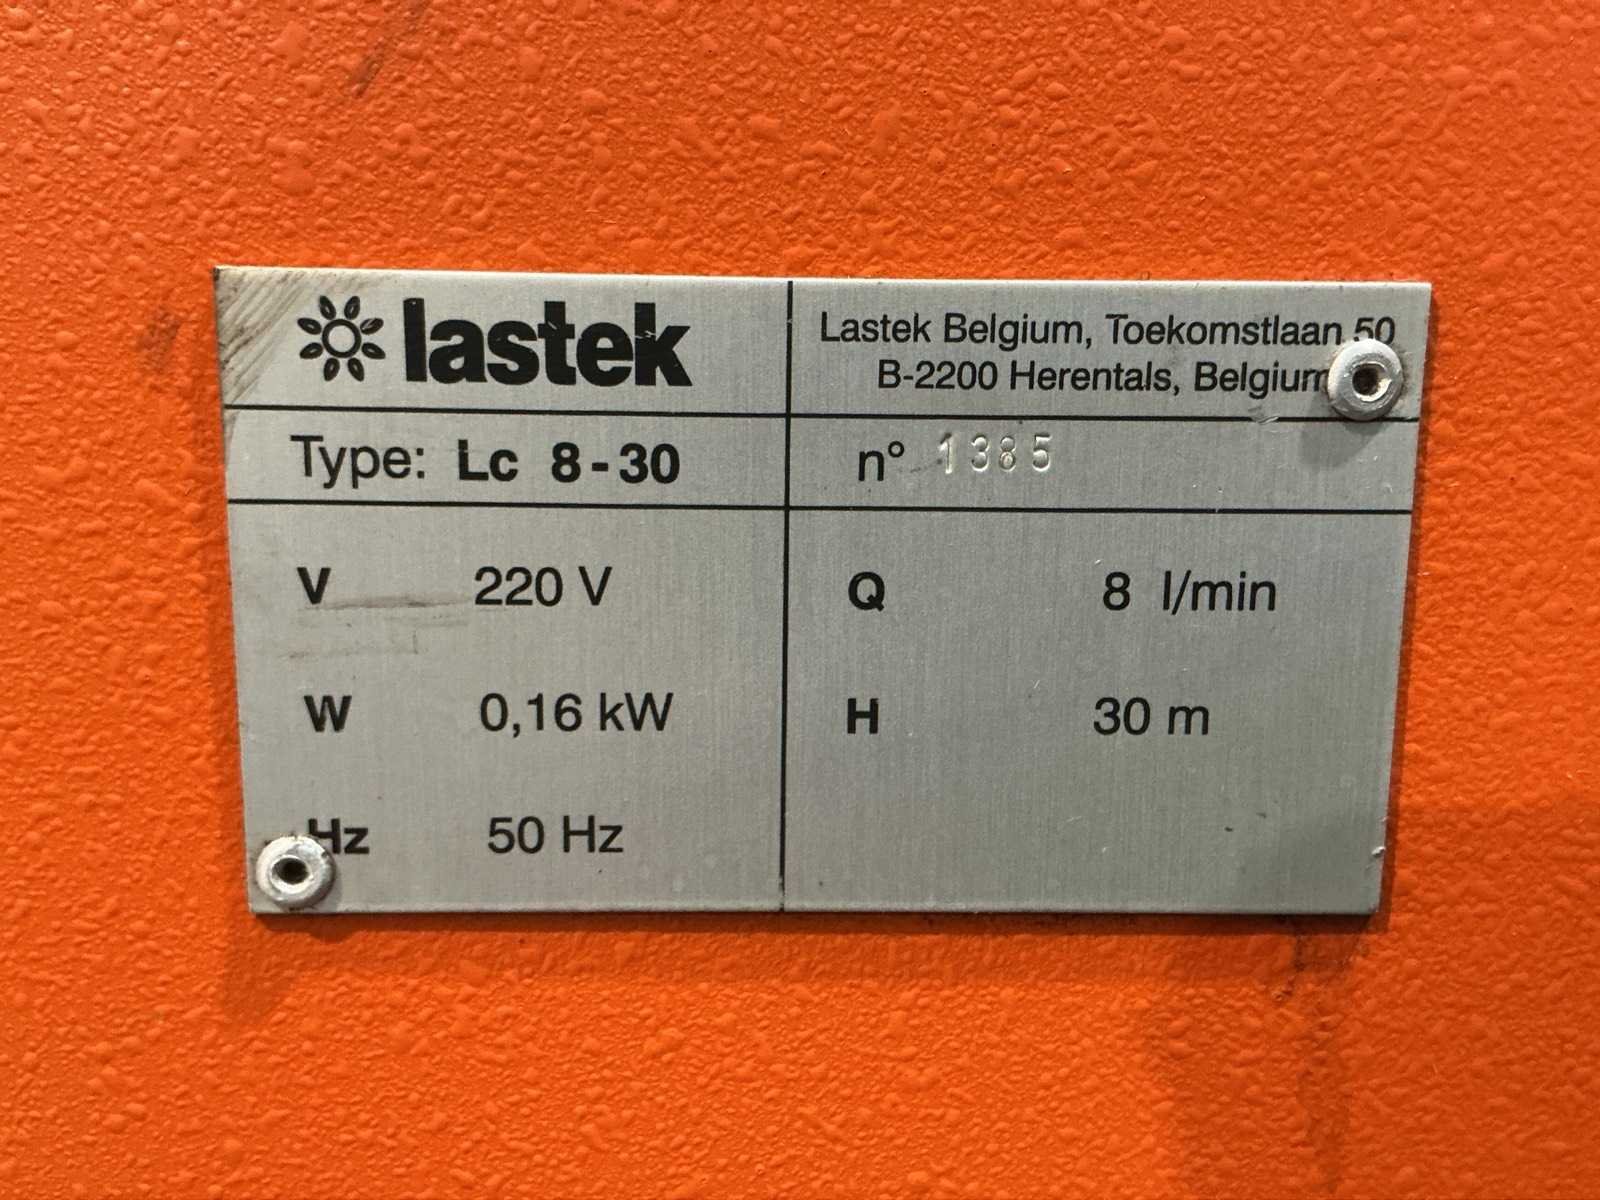 lastek
Lastek Belgium, Toekomstlaan 50
B-2200 Herentals, Belgium
Type: Lc 8-30
n° 1385
V 220 V
W 0,16 kW
Hz 50 Hz
Q 8 l/min
H 30 m